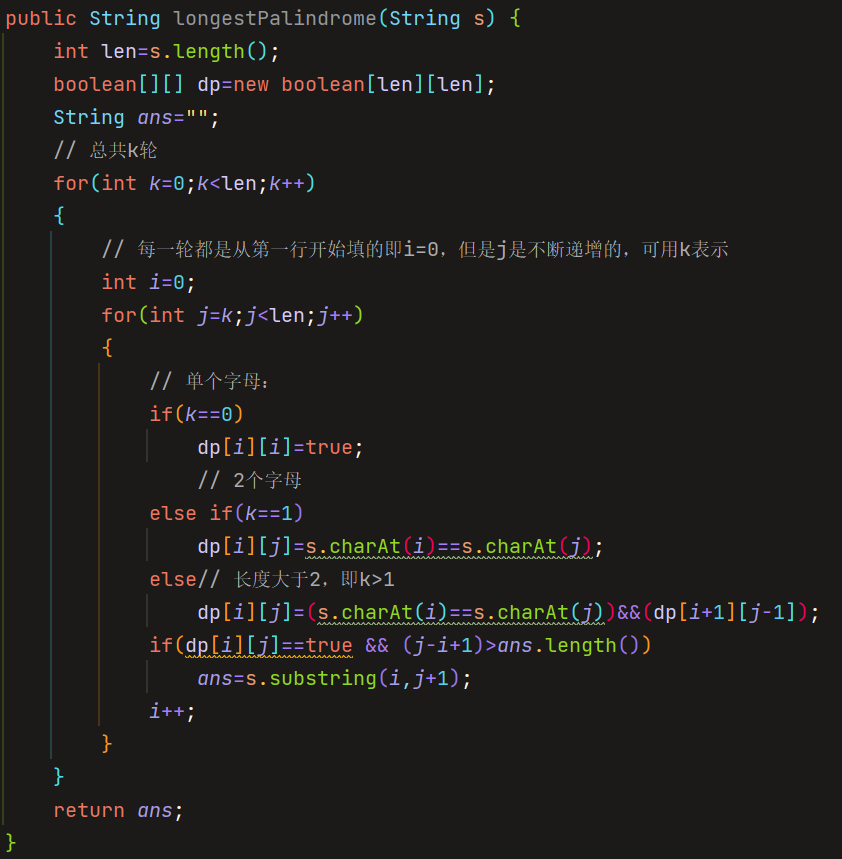 public String longestPalindrome(String s) {
    int len=s.length();
    boolean[][] dp=new boolean[len][len];
    String ans="";
    // 总共k轮
    for(int k=0;k<len;k++)
    {
        // 每一轮都是从第一行开始填的即i=0，但是j是不断递增的，可用k表示
        int i=0;
        for(int j=k;j<len;j++)
        {
            // 单个字母：
            if(k==0)
                dp[i][i]=true;
                // 2个字母
            else if(k==1)
                dp[i][j]=s.charAt(i)==s.charAt(j);
            else// 长度大于2，即k>1
                dp[i][j]=(s.charAt(i)==s.charAt(j))&&(dp[i+1][j-1]);
            if(dp[i][j]==true && (j-i+1)>ans.length())
                ans=s.substring(i,j+1);
            i++;
        }
    }
    return ans;
}